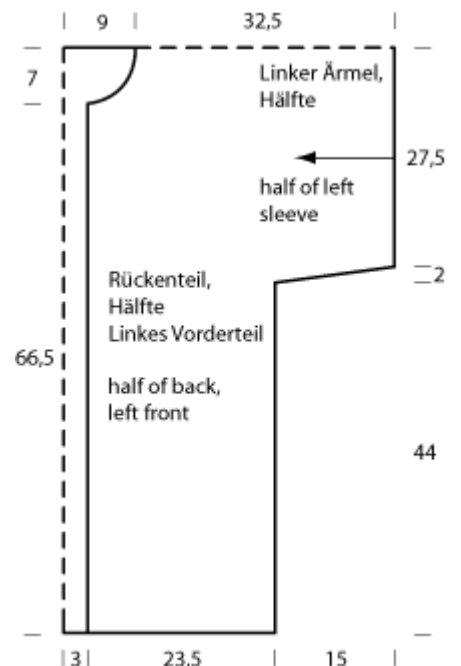 9 32,5
7
Linker Ärmel,
Hälfte
27,5
half of left
sleeve
2
Rückenteil,
Hälfte
Linkes Vorderteil
66,5
half of back,
left front
44
3 23,5 15